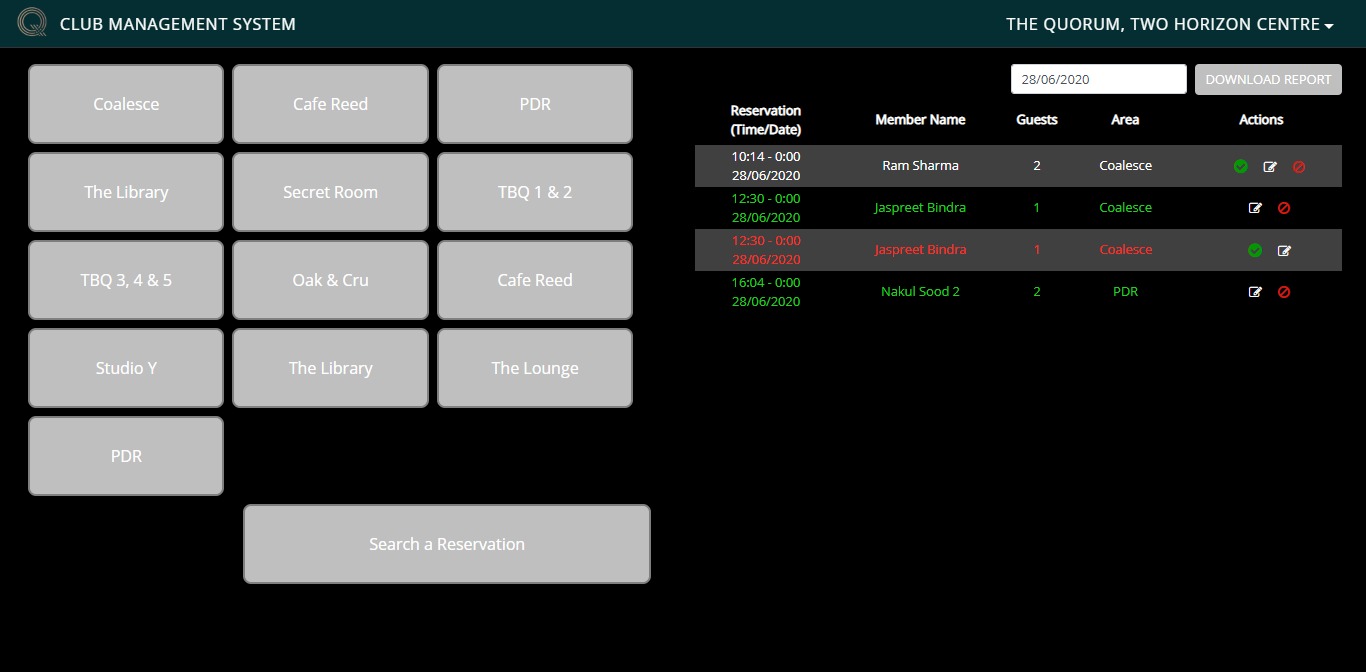 CLUB MANAGEMENT SYSTEM
THE QUORUM, TWO HORIZON CENTRE
Coalesce
Cafe Reed
PDR
The Library
Secret Room
TBQ 1 & 2
TBQ 3, 4 & 5
Oak & Cru
Cafe Reed
Studio Y
The Library
The Lounge
PDR
Search a Reservation
28/06/2020
DOWNLOAD REPORT
Reservation
(Time/Date) Member Name Guests Area Actions
10:14 - 0:00
28/06/2020 Ram Sharma 2 Coalesce
12:30 - 0:00
28/06/2020 Jaspreet Bindra 1 Coalesce
12:30 - 0:00
28/06/2020 Jaspreet Bindra 1 Coalesce
16:04 - 0:00
28/06/2020 Nakul Sood 2 2 PDR